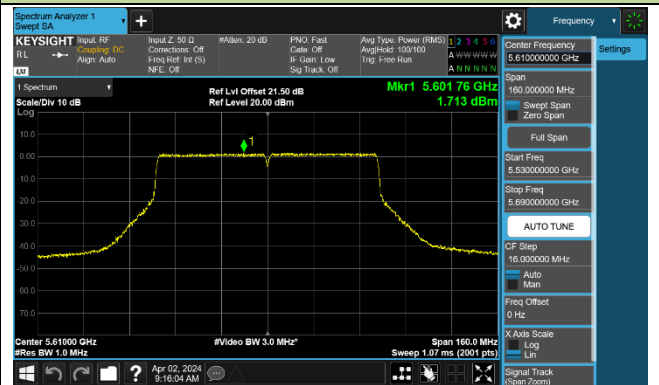 Spectrum Analyzer 1
Swept SA
+
Frequency
KEYSIGHT
RL
LXI
Input: RF
Coupling: DC
Align: Auto
Input Z: 50 Ω
Corrections: Off
Freq Ref: Int (S)
NFE: Off
#Atten: 20 dB
PNO: Fast
Gate: Off
IF Gain: Low
Sig Track: Off
Avg Type: Power (RMS)
Avg|Hold: 100/100
Trig: Free Run
1 2 3 4 5 6
A W W W W W
A N N N N N
1 Spectrum
Scale/Div 10 dB
Log
Ref Lvl Offset 21.50 dB
Ref Level 20.00 dBm
Mkr1 5.601 76 GHz
1.713 dBm
1
10.0
0.00
-10.0
-20.0
-30.0
-40.0
-50.0
-60.0
-70.0
Center 5.61000 GHz
#Res BW 1.0 MHz
#Video BW 3.0 MHz*
Span 160.0 MHz
Sweep 1.07 ms (2001 pts)
Apr 02, 2024
9:16:04 AM
?
Center Frequency
5.610000000 GHz
Span
160.000000 MHz
Swept Span
Zero Span
Full Span
Start Freq
5.530000000 GHz
Stop Freq
5.690000000 GHz
AUTO TUNE
CF Step
16.000000 MHz
Auto
Man
Freq Offset
0 Hz
X Axis Scale
Log
Lin
Signal Track
(Span Zoom)
Settings